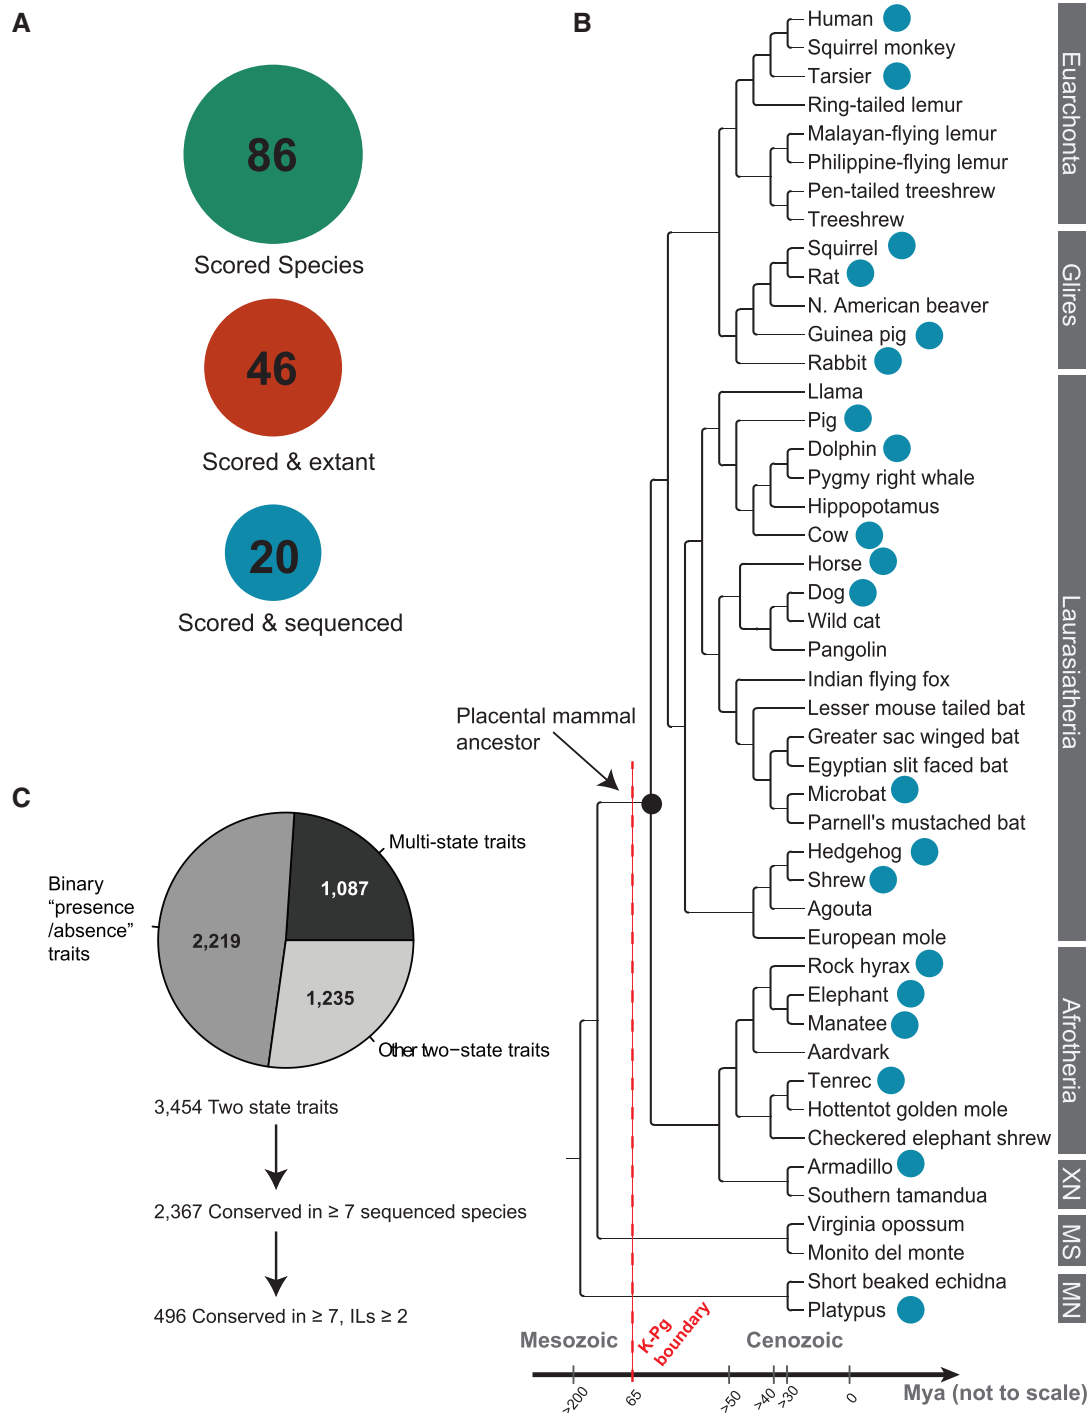 A
86
Scored Species
46
Scored & extant
20
Scored & sequenced
B
Human
Squirrel monkey
Tarsier
Ring-tailed lemur
Malayan-flying lemur
Philippine-flying lemur
Pen-tailed treeshrew
Treeshrew
Squirrel
Rat
N. American beaver
Guinea pig
Rabbit
Llama
Pig
Dolphin
Pygmy right whale
Hippopotamus
Cow
Horse
Dog
Wild cat
Pangolin
Indian flying fox
Lesser mouse tailed bat
Greater sac winged bat
Egyptian slit faced bat
Microbat
Parnell's mustached bat
Hedgehog
Shrew
Agouta
European mole
Rock hyrax
Elephant
Manatee
Aardvark
Tenrec
Hottentot golden mole
Checkered elephant shrew
Armadillo
Southern tamandua
Virginia opossum
Monito del monte
Short beaked echidna
Platypus
Euarchonta
Glires
Laurasiatheria
Afrotheria
XN
MS
MN
Placental mammal
ancestor
Mesozoic
K-Pg
boundary
Cenozoic
>200
65
>50
>40
>30
0
Mya (not to scale)
C
Multi-state traits
1,087
Binary
“presence
/absence”
traits
2,219
1,235
Other two−state traits
3,454 Two state traits
2,367 Conserved in ≥ 7 sequenced species
496 Conserved in ≥ 7, ILs ≥ 2